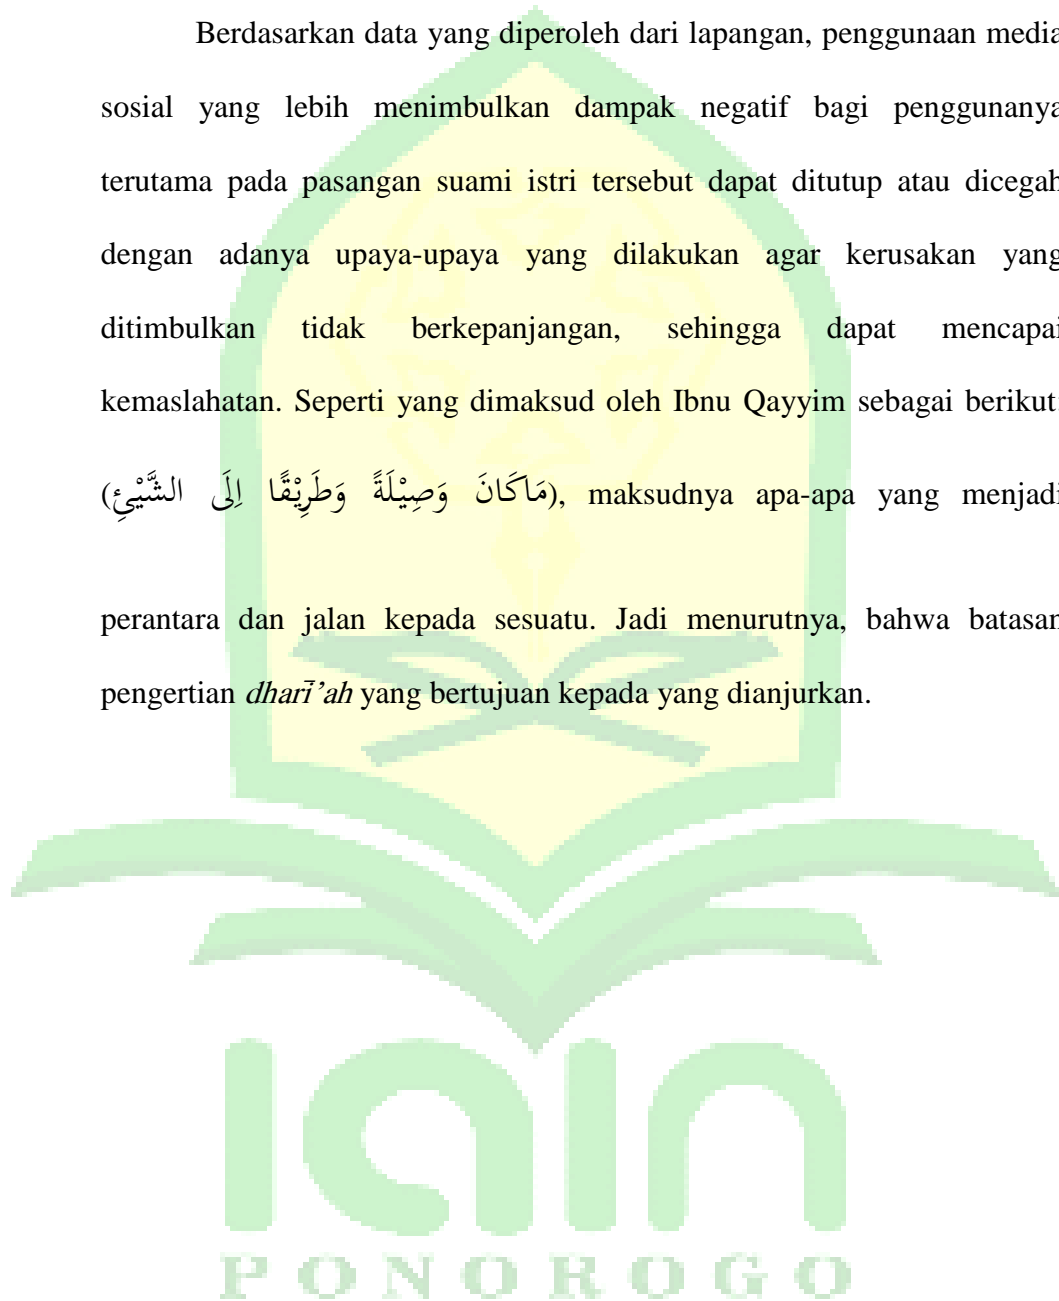 Berdasarkan data yang diperoleh dari lapangan, penggunaan media
sosial yang lebih menimbulkan dampak negatif bagi penggunanya
terutama pada pasangan suami istri tersebut dapat ditutup atau dicegah
dengan adanya upaya-upaya yang dilakukan agar kerusakan yang
ditimbulkan tidak berkepanjangan, sehingga dapat mencapai
kemaslahatan. Seperti yang dimaksud oleh Ibnu Qayyim sebagai berikut:
(مَاكَانَ وَصِيْلَةً وَطَرِيْقًا اِلَى الشَّيْئِ), maksudnya apa-apa yang menjadi
perantara dan jalan kepada sesuatu. Jadi menurutnya, bahwa batasan
pengertian dharī’ah yang bertujuan kepada yang dianjurkan.
iain
PONOROGO